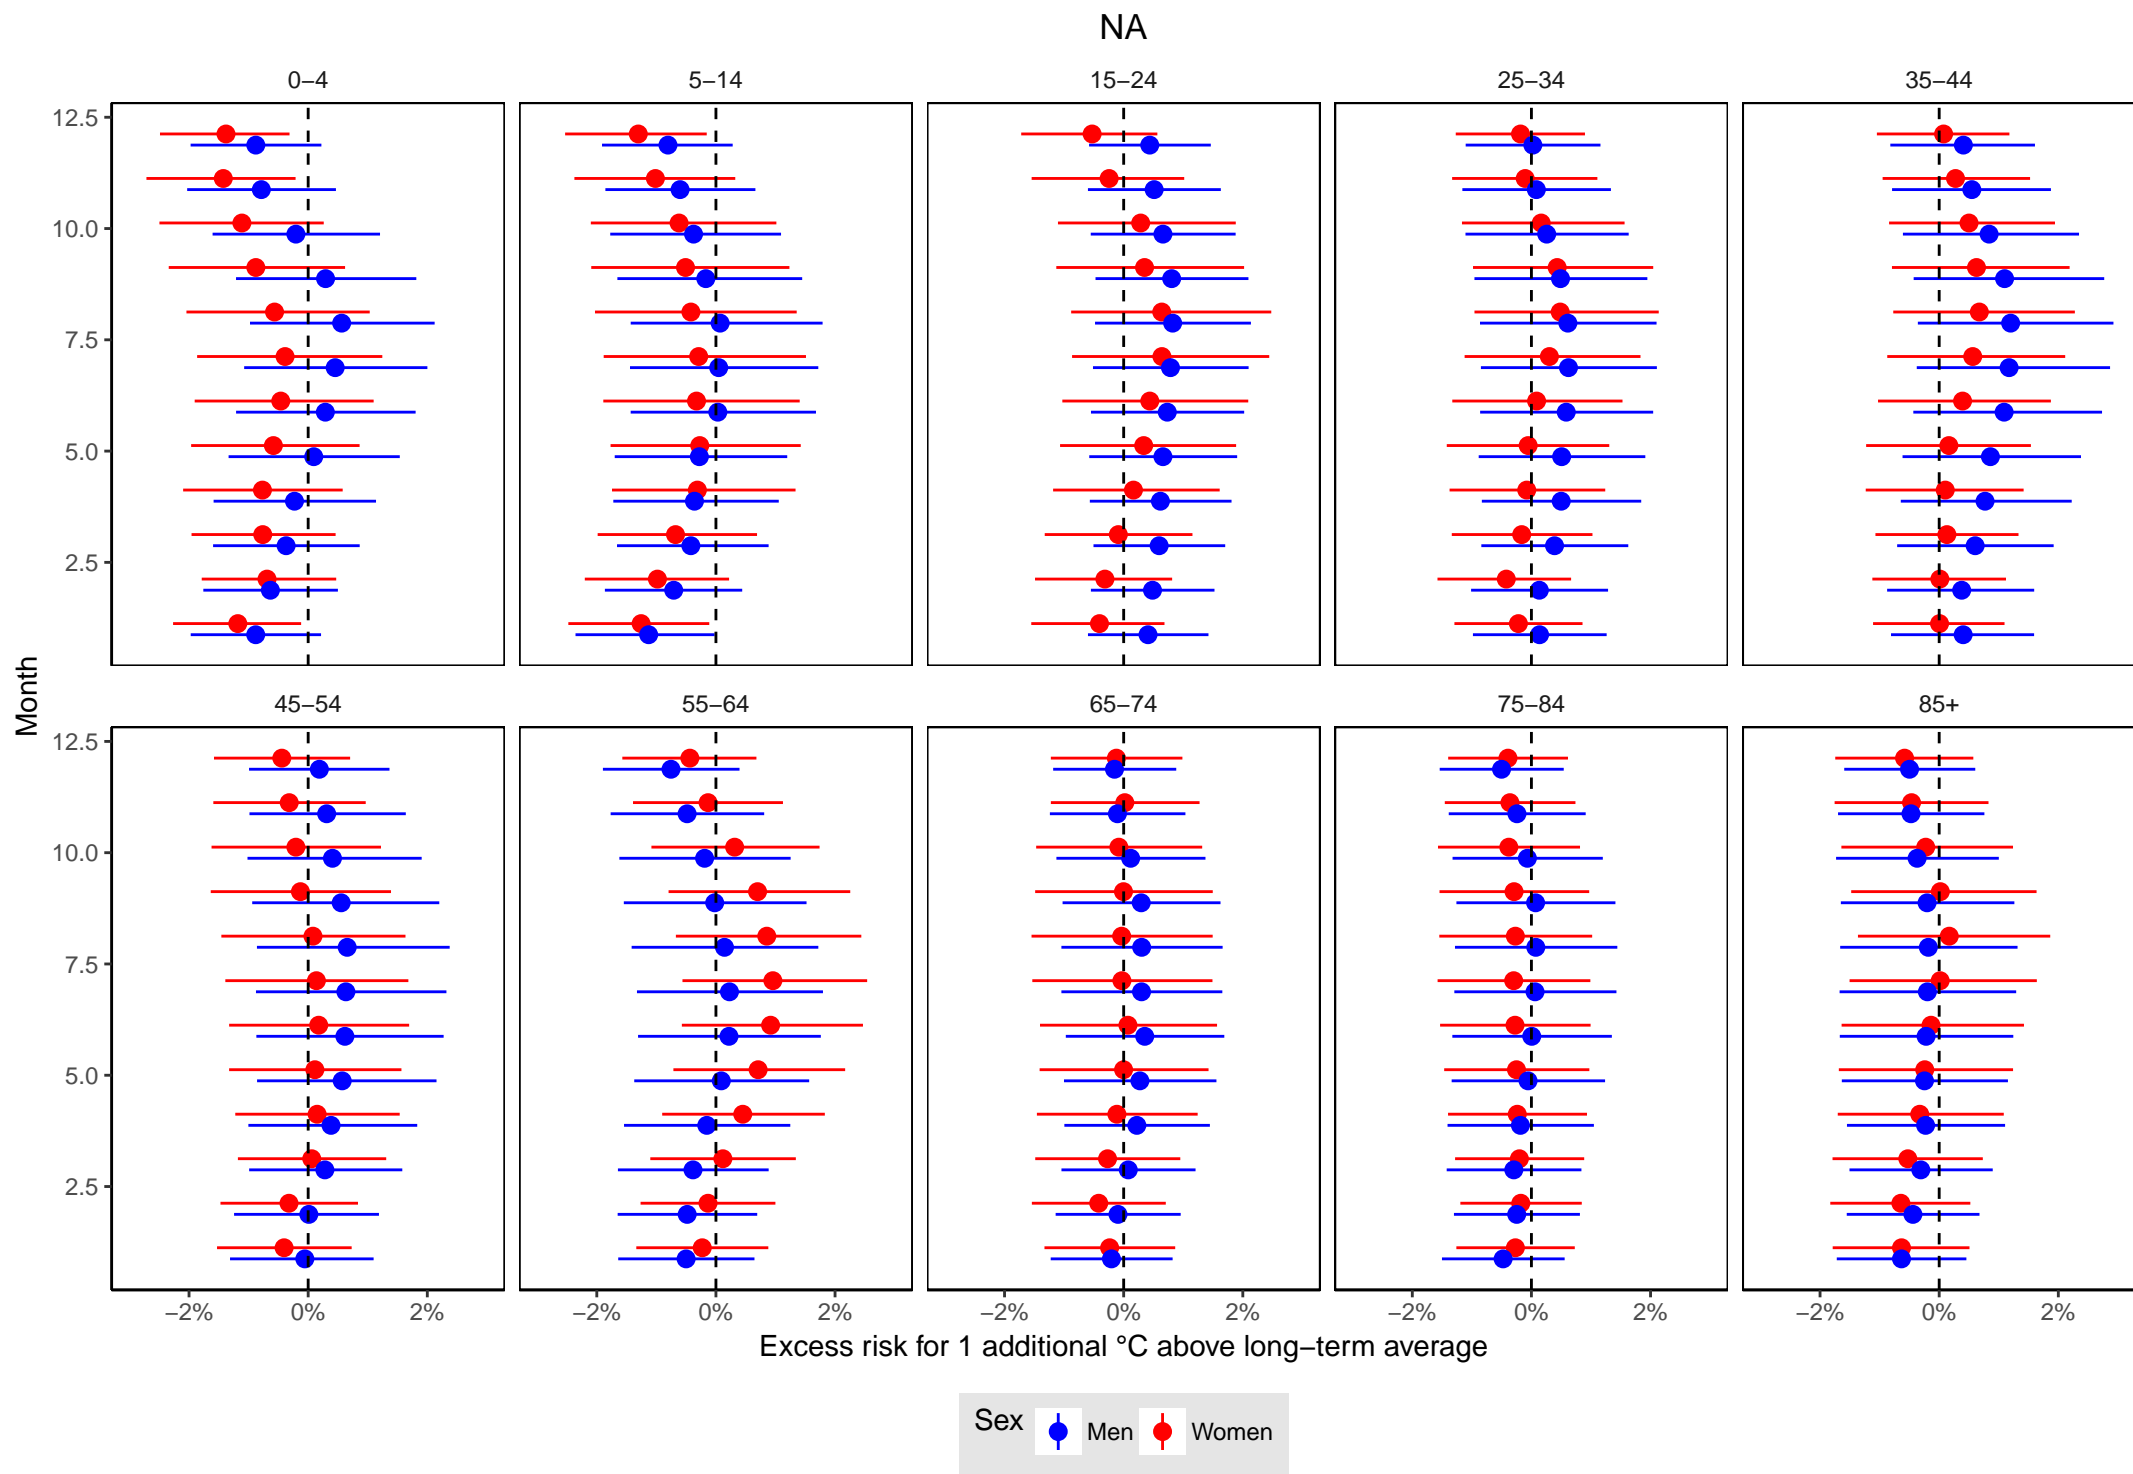 NA
0−4 5−14 15−24 25−34 35−44
12.5
10.0
7.5
5.0
2.5
Month
45−54 55−64 65−74 75−84 85+
12.5
10.0
7.5
5.0
2.5
−2% 0% 2% −2% 0% 2% −2% 0% 2% −2% 0% 2% −2% 0% 2%
Excess risk for 1 additional °C above long−term average
Sex Men Women